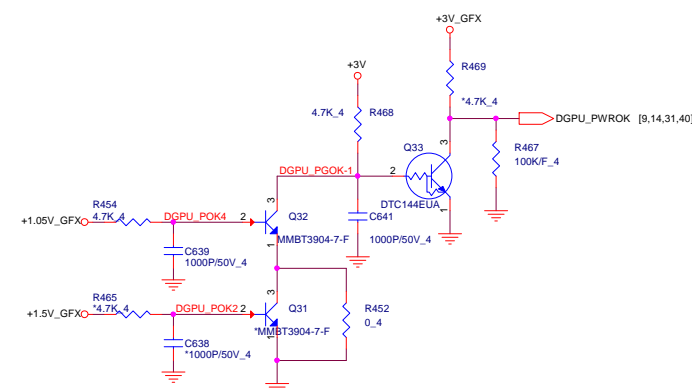 +3V_GFX
R469
*4.7K_4
+3V
4.7K_4 R468
DGPU_PWROK [9,14,31,40]
R467
100K/F_4
Q33
3
2
1
DTC144EUA
DGPU_PGOK-1
C641
1000P/50V_4
R454
4.7K_4
+1.05V_GFX
DGPU_POK4
2
3
1
Q32
MMBT3904-7-F
C639
1000P/50V_4
R465
*4.7K_4
+1.5V_GFX
DGPU_POK2
2
3
1
Q31
*MMBT3904-7-F
R452
0_4
C638
*1000P/50V_4